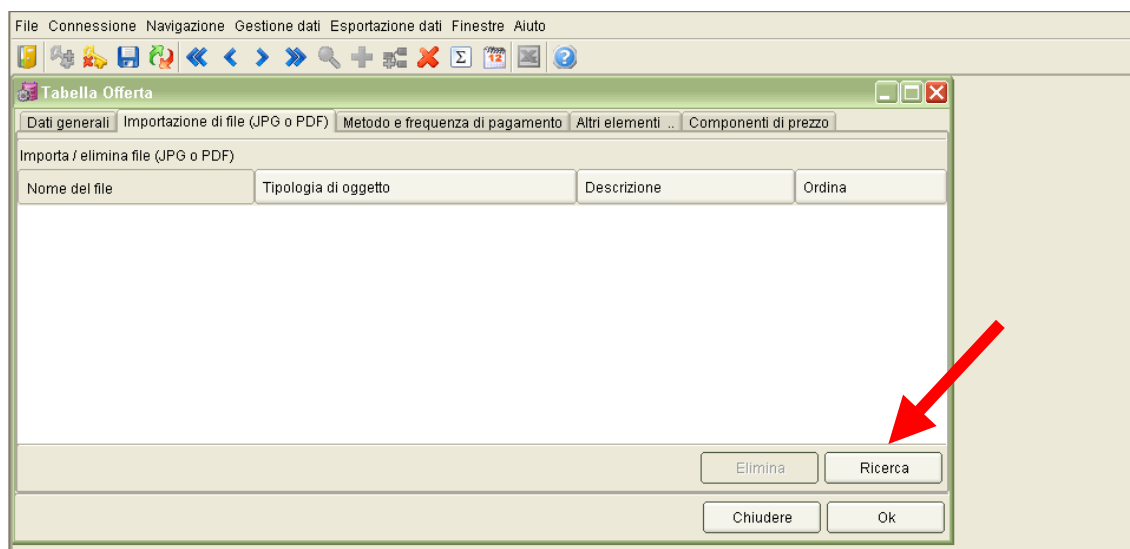 File Connessione Navigazione Gestione dati Esportazione dati Finestre Aiuto
Σ 12
Tabella Offerta
Dati generali Importazione di file (JPG o PDF) Metodo e frequenza di pagamento Altri elementi .. Componenti di prezzo
Importa / elimina file (JPG o PDF)
Nome del file Tipologia di oggetto Descrizione Ordina
Elimina Ricerca
Chiudere Ok